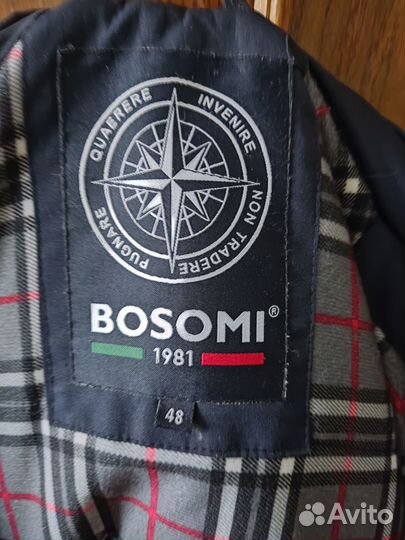 PUGNARE QUAERERE INVENIRE NON TRADERE
BOSOMI®
1981
48
Avito